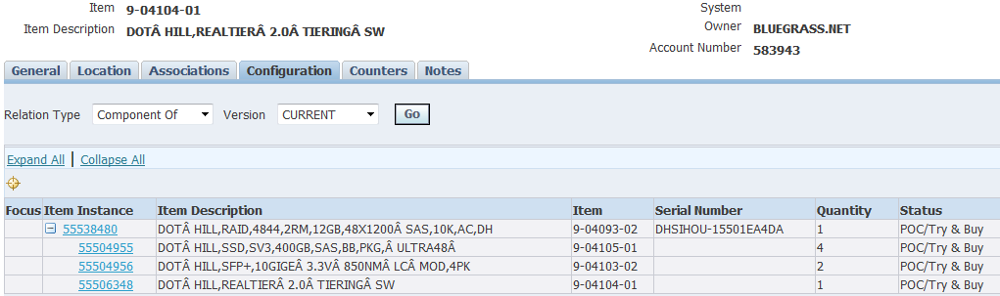 Item 9-04104-01 System
Item Description DOTÂ HILL,REALTIERÂ 2.0Â TIERINGÂ SW Owner BLUEGRASS.NET
Account Number 583943
General Location Associations Configuration Counters Notes
Relation Type Component Of Version CURRENT Go
Expand All Collapse All
Focus Item Instance Item Description Item Serial Number Quantity Status
55538480 DOTÂ HILL,RAID,4844,2RM,12GB,48X1200Â SAS,10K,AC,DH 9-04093-02 DHSIHOU-15501EA4DA 1 POC/Try & Buy
55504955 DOTÂ HILL,SSD,SV3,400GB,SAS,BB,PKG,Â ULTRA48Â 9-04105-01 4 POC/Try & Buy
55504956 DOTÂ HILL,SFP+,10GIGEÂ 3.3VÂ 850NMÂ LCÂ MOD,4PK 9-04103-02 2 POC/Try & Buy
55506348 DOTÂ HILL,REALTIERÂ 2.0Â TIERINGÂ SW 9-04104-01 1 POC/Try & Buy